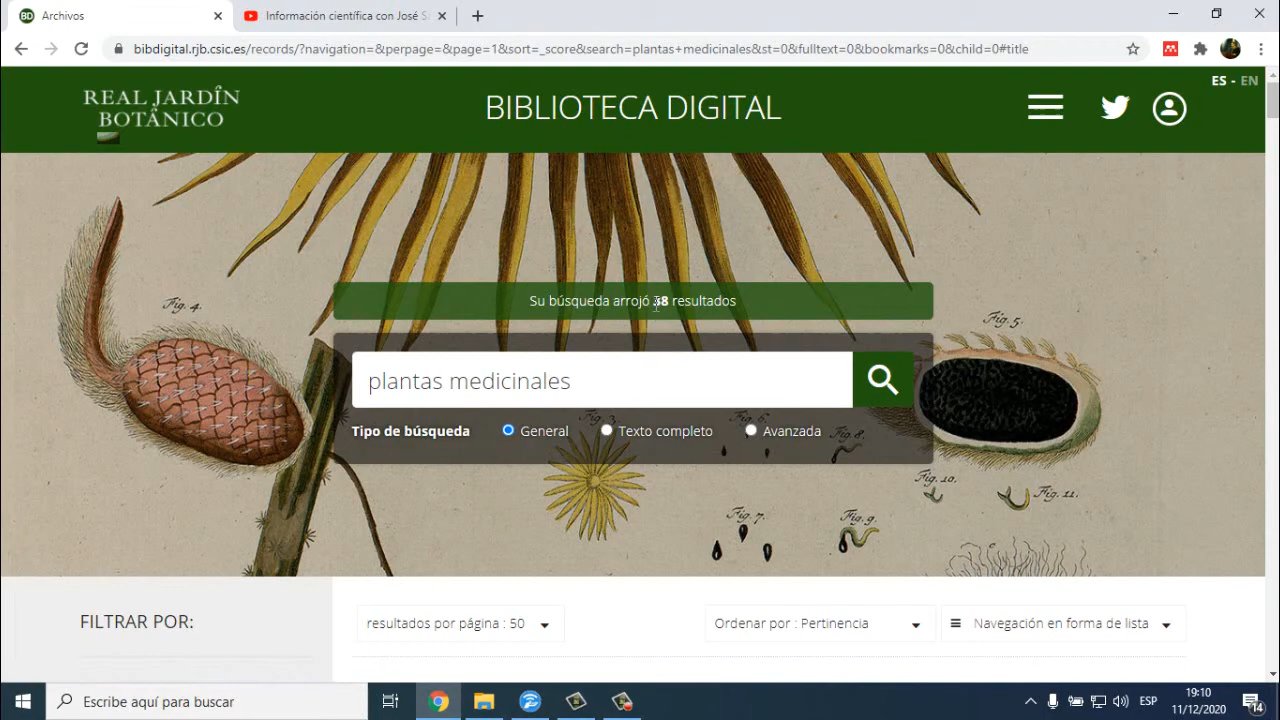 Archivos
Información científica con José S
bibdigital.rjb.csic.es/records/?navigation=&perpage=&page=1&sort=_score&search=plantas+medicinales&st=0&fulltext=0&bookmarks=0&child=0#title
ES - EN
REAL JARDÍN
BOTÁNICO
BIBLIOTECA DIGITAL
Fig. 4.
Fig. 5.
Su búsqueda arrojó resultados
plantas medicinales
Tipo de búsqueda General Texto completo Avanzada
Fig. 6.
Fig. 8.
Fig. 10.
Fig. 11.
Fig. 7.
Fig. 9.
FILTRAR POR:
resultados por página : 50
Ordenar por : Pertinencia
Navegación en forma de lista
Escribe aquí para buscar
ESP
19:10
11/12/2020
14